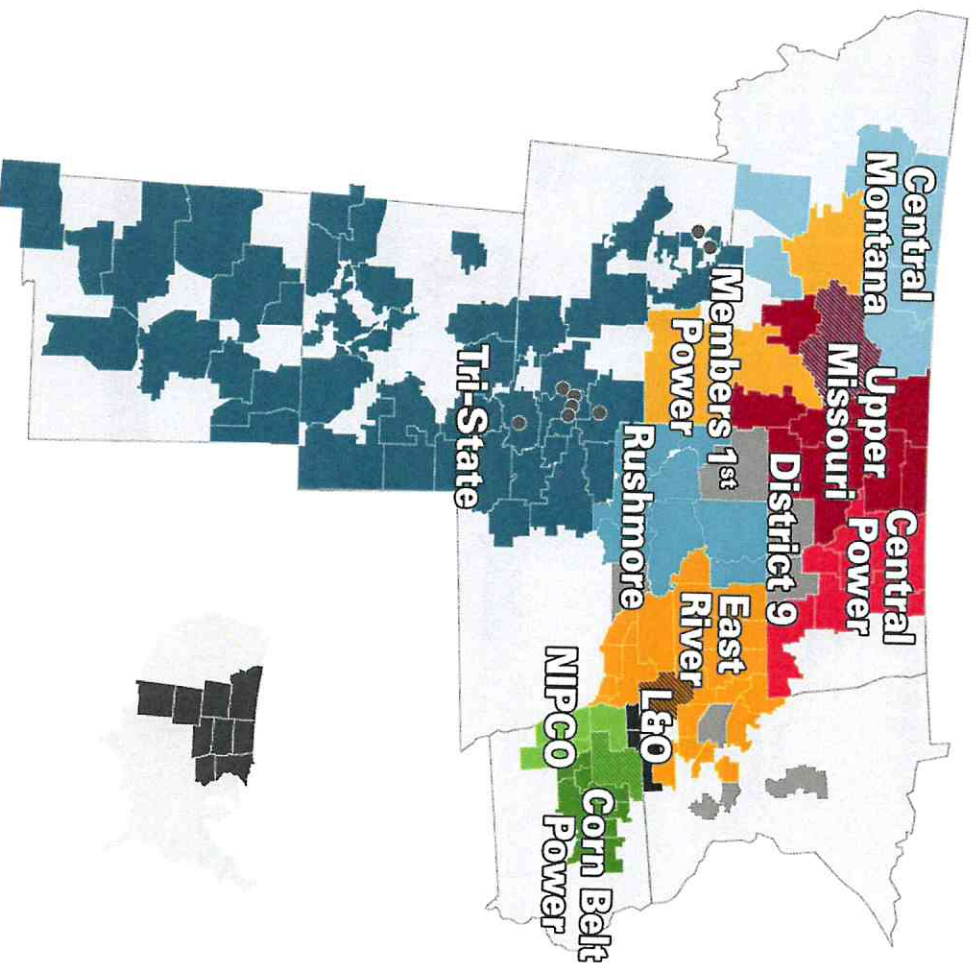 Central
Montana
Upper
Missouri
Central
Power
District 9
Members 1st
Power
Rushmore
East
River
L&O
Tri-State
NIPCO
Corn Belt
Power